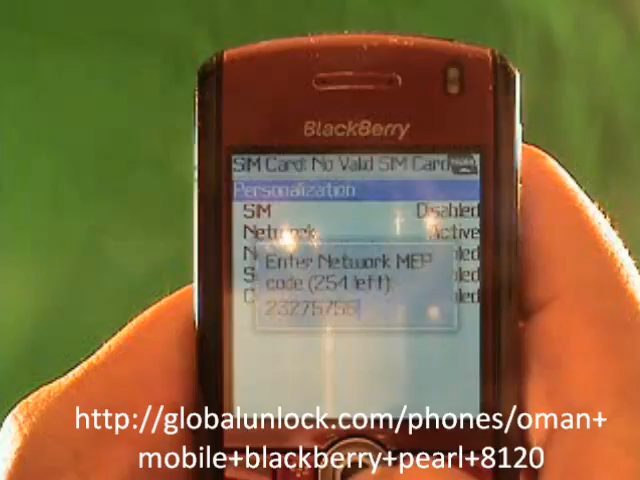 BlackBerry
SIM Card: No Valid SIM Card
Personalization
SIM Disabled
Network Active
Enter Network MEP
code (254 left)
http://globalunlock.com/phones/oman+
mobile+blackberry+pearl+8120